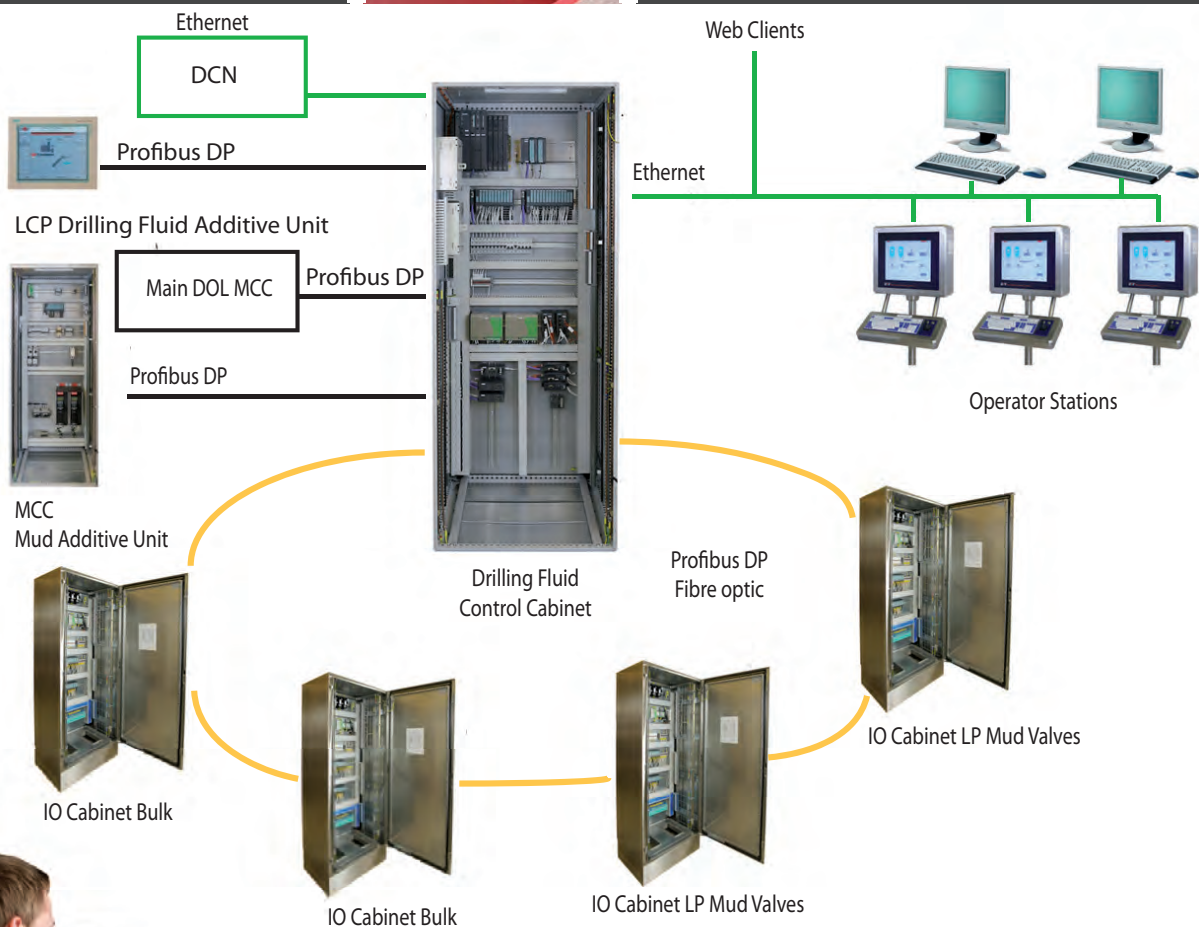 Ethernet
DCN
Web Clients
Profibus DP
Ethernet
LCP Drilling Fluid Additive Unit
Main DOL MCC
Profibus DP
Profibus DP
Operator Stations
MCC
Mud Additive Unit
Drilling Fluid
Control Cabinet
Profibus DP
Fibre optic
IO Cabinet LP Mud Valves
IO Cabinet Bulk
IO Cabinet LP Mud Valves
IO Cabinet Bulk